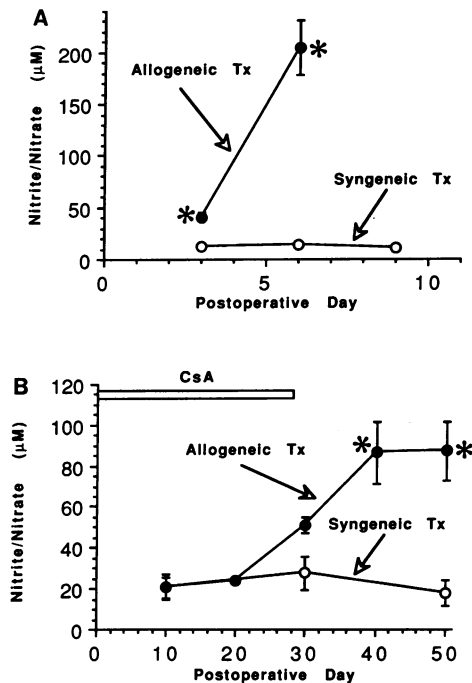 A
Nitrite/Nitrate (µM)
200
150
100
50
0
Allogeneic Tx
*
*
Syngeneic Tx
0
5
10
Postoperative Day
B
Nitrite/Nitrate (µM)
120
100
80
60
40
20
0
CsA
Allogeneic Tx
*
*
Syngeneic Tx
0
10
20
30
40
50
Postoperative Day